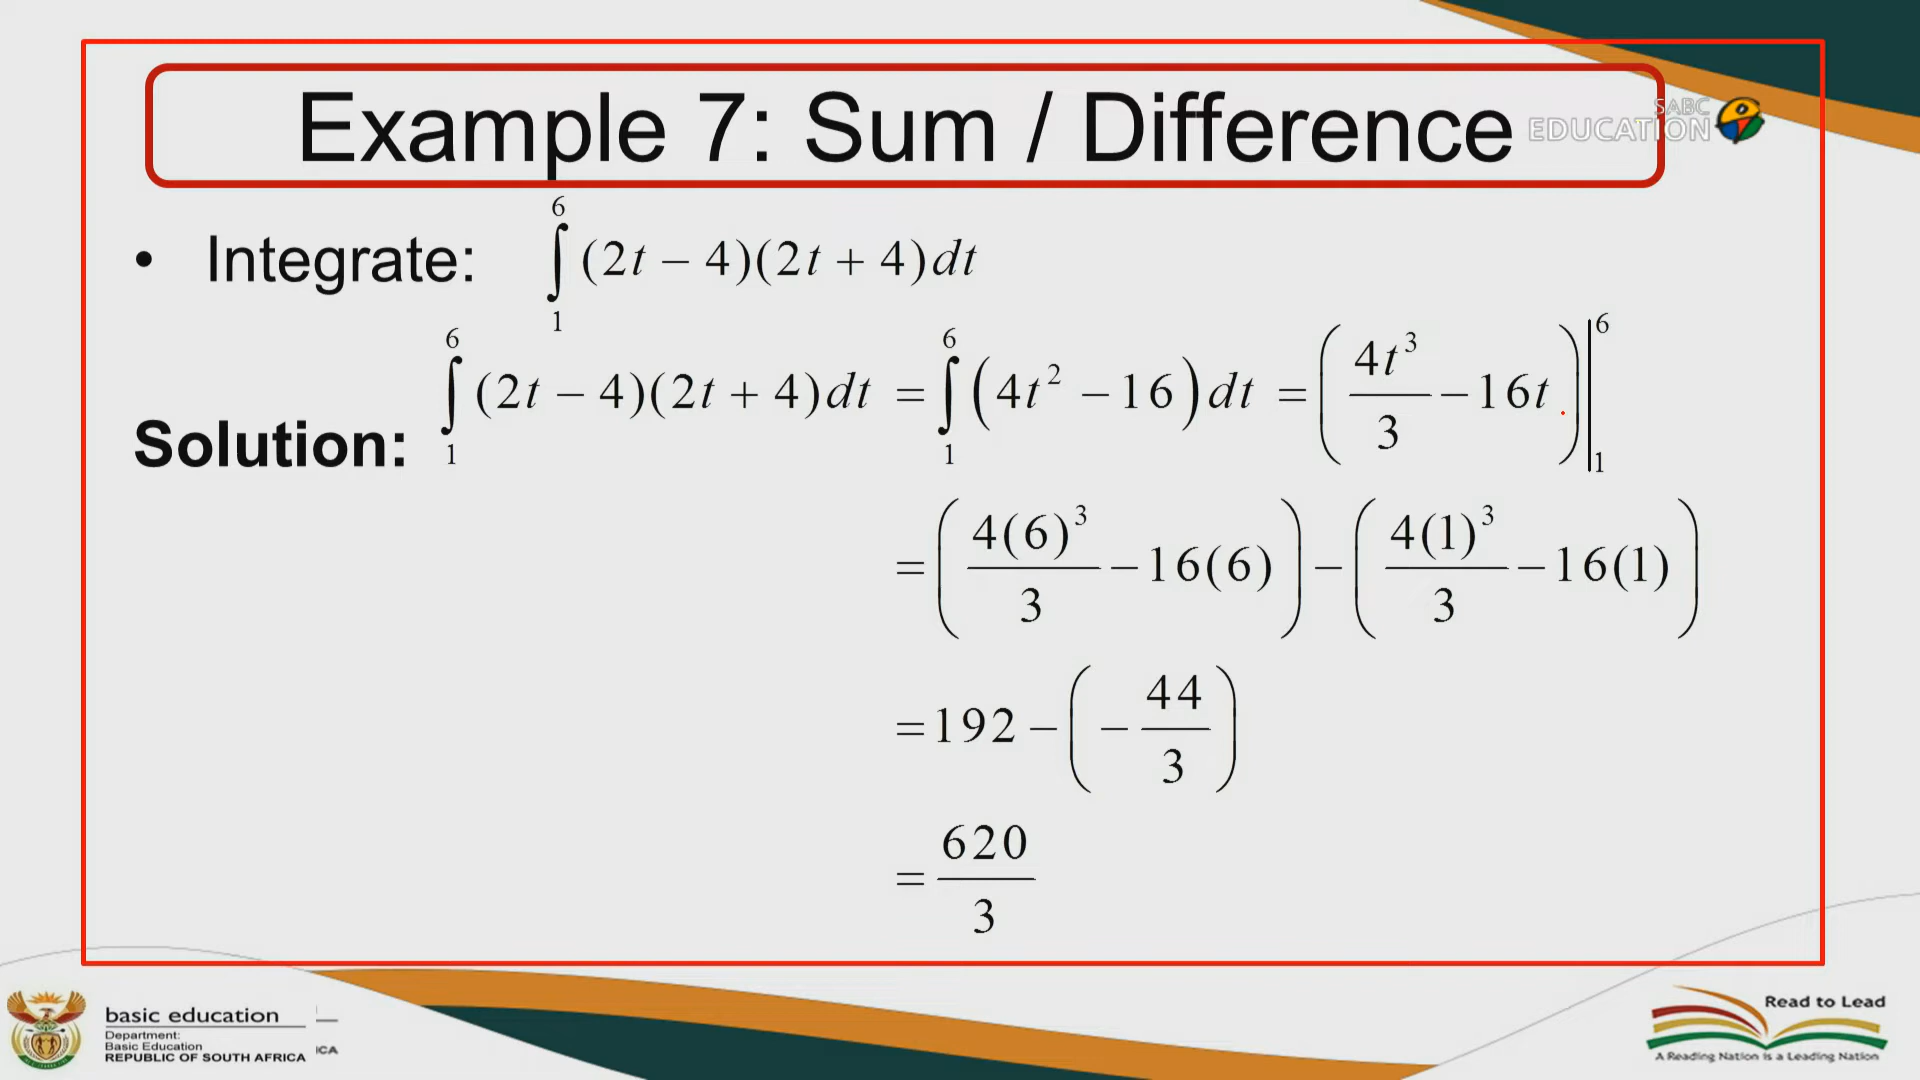 Example 7: Sum / Difference
SABC
EDUCATION
• Integrate: ∫₁⁶ (2t − 4)(2t + 4)dt
Solution: ∫₁⁶ (2t − 4)(2t + 4)dt = ∫₁⁶ (4t² − 16)dt = (4t³/3 − 16t)|₁⁶
= (4(6)³/3 − 16(6)) − (4(1)³/3 − 16(1))
= 192 − (− 44/3)
= 620/3
basic education
Department:
Basic Education
REPUBLIC OF SOUTH AFRICA
ICA
Read to Lead
A Reading Nation is a Leading Nation